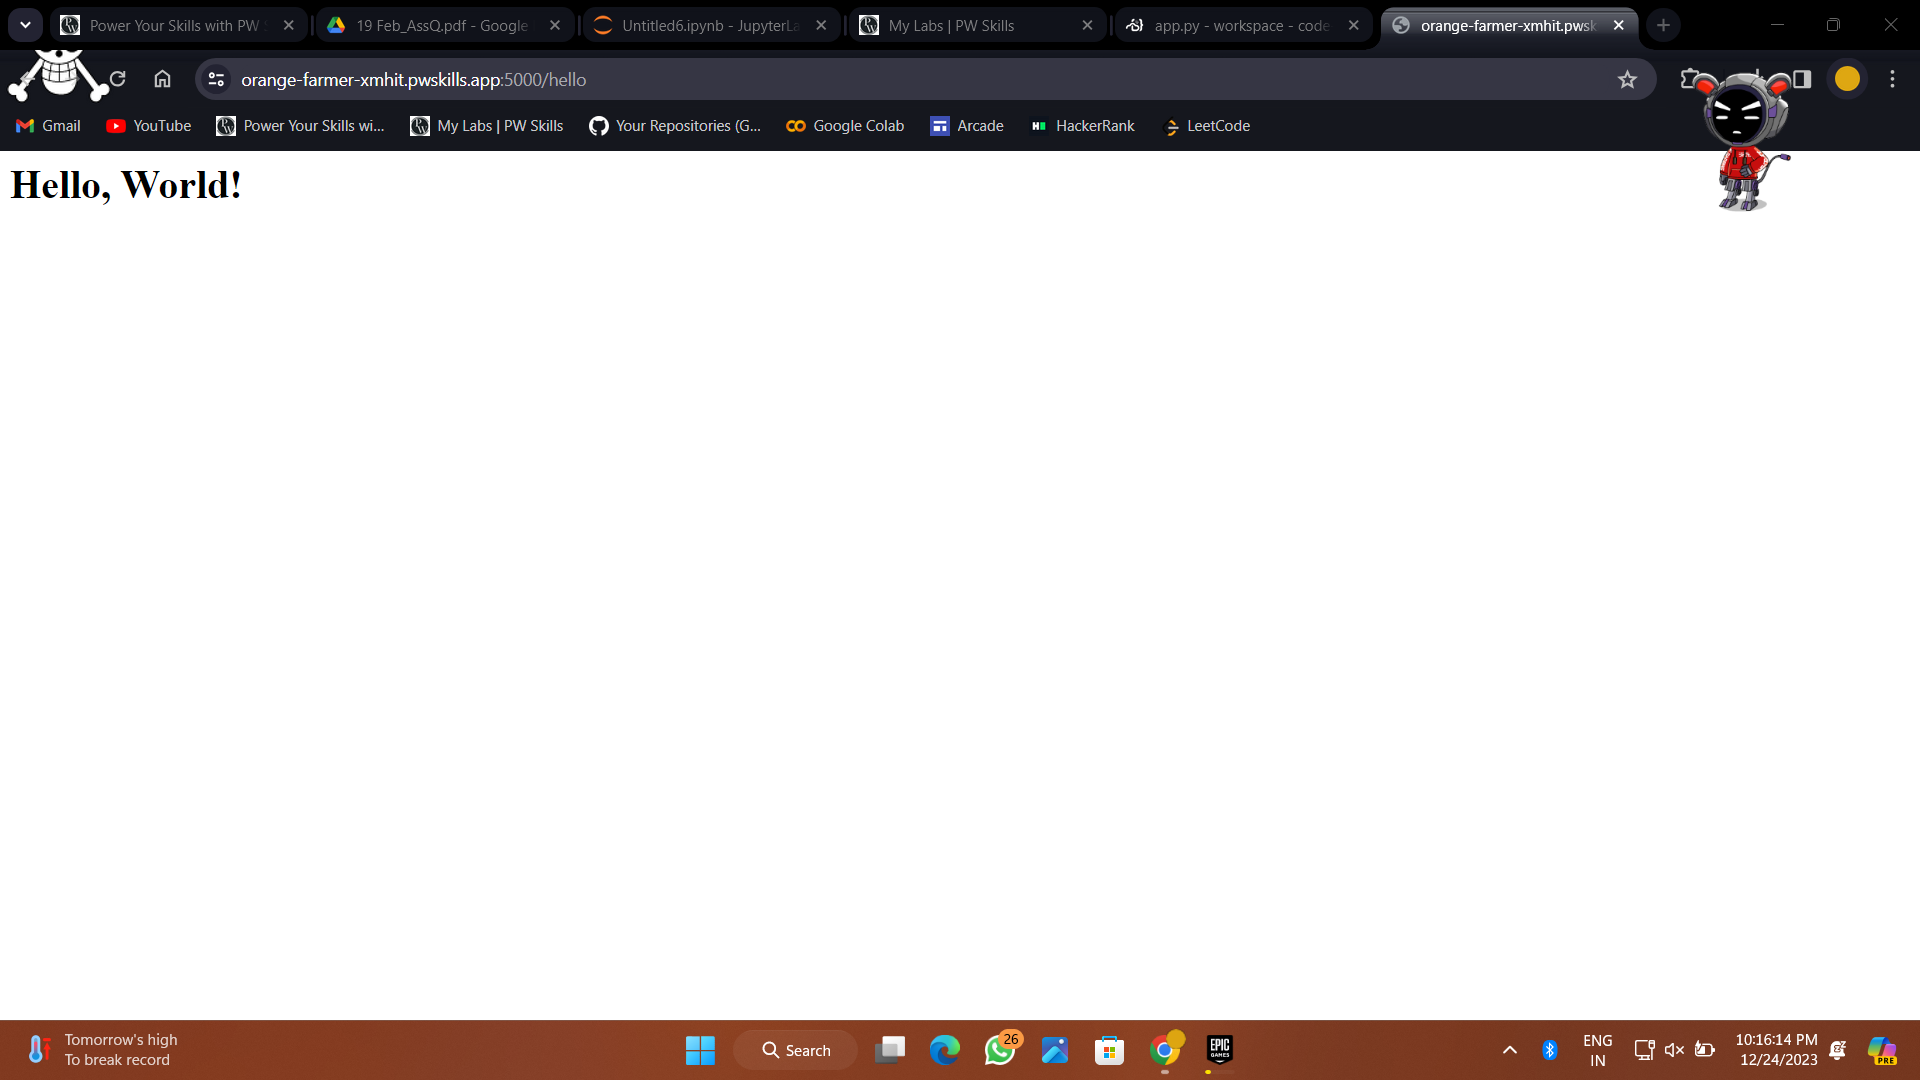 Power Your Skills with PW S
19 Feb_AssQ.pdf - Google
Untitled6.ipynb - JupyterLa
My Labs | PW Skills
app.py - workspace - code
orange-farmer-xmhit.pwsk
orange-farmer-xmhit.pwskills.app:5000/hello
Gmail
YouTube
Power Your Skills wi...
My Labs | PW Skills
Your Repositories (G...
Google Colab
Arcade
HackerRank
LeetCode
Hello, World!
Tomorrow's high
To break record
Search
26
EPIC
GAMES
ENG
IN
10:16:14 PM
12/24/2023
PRE